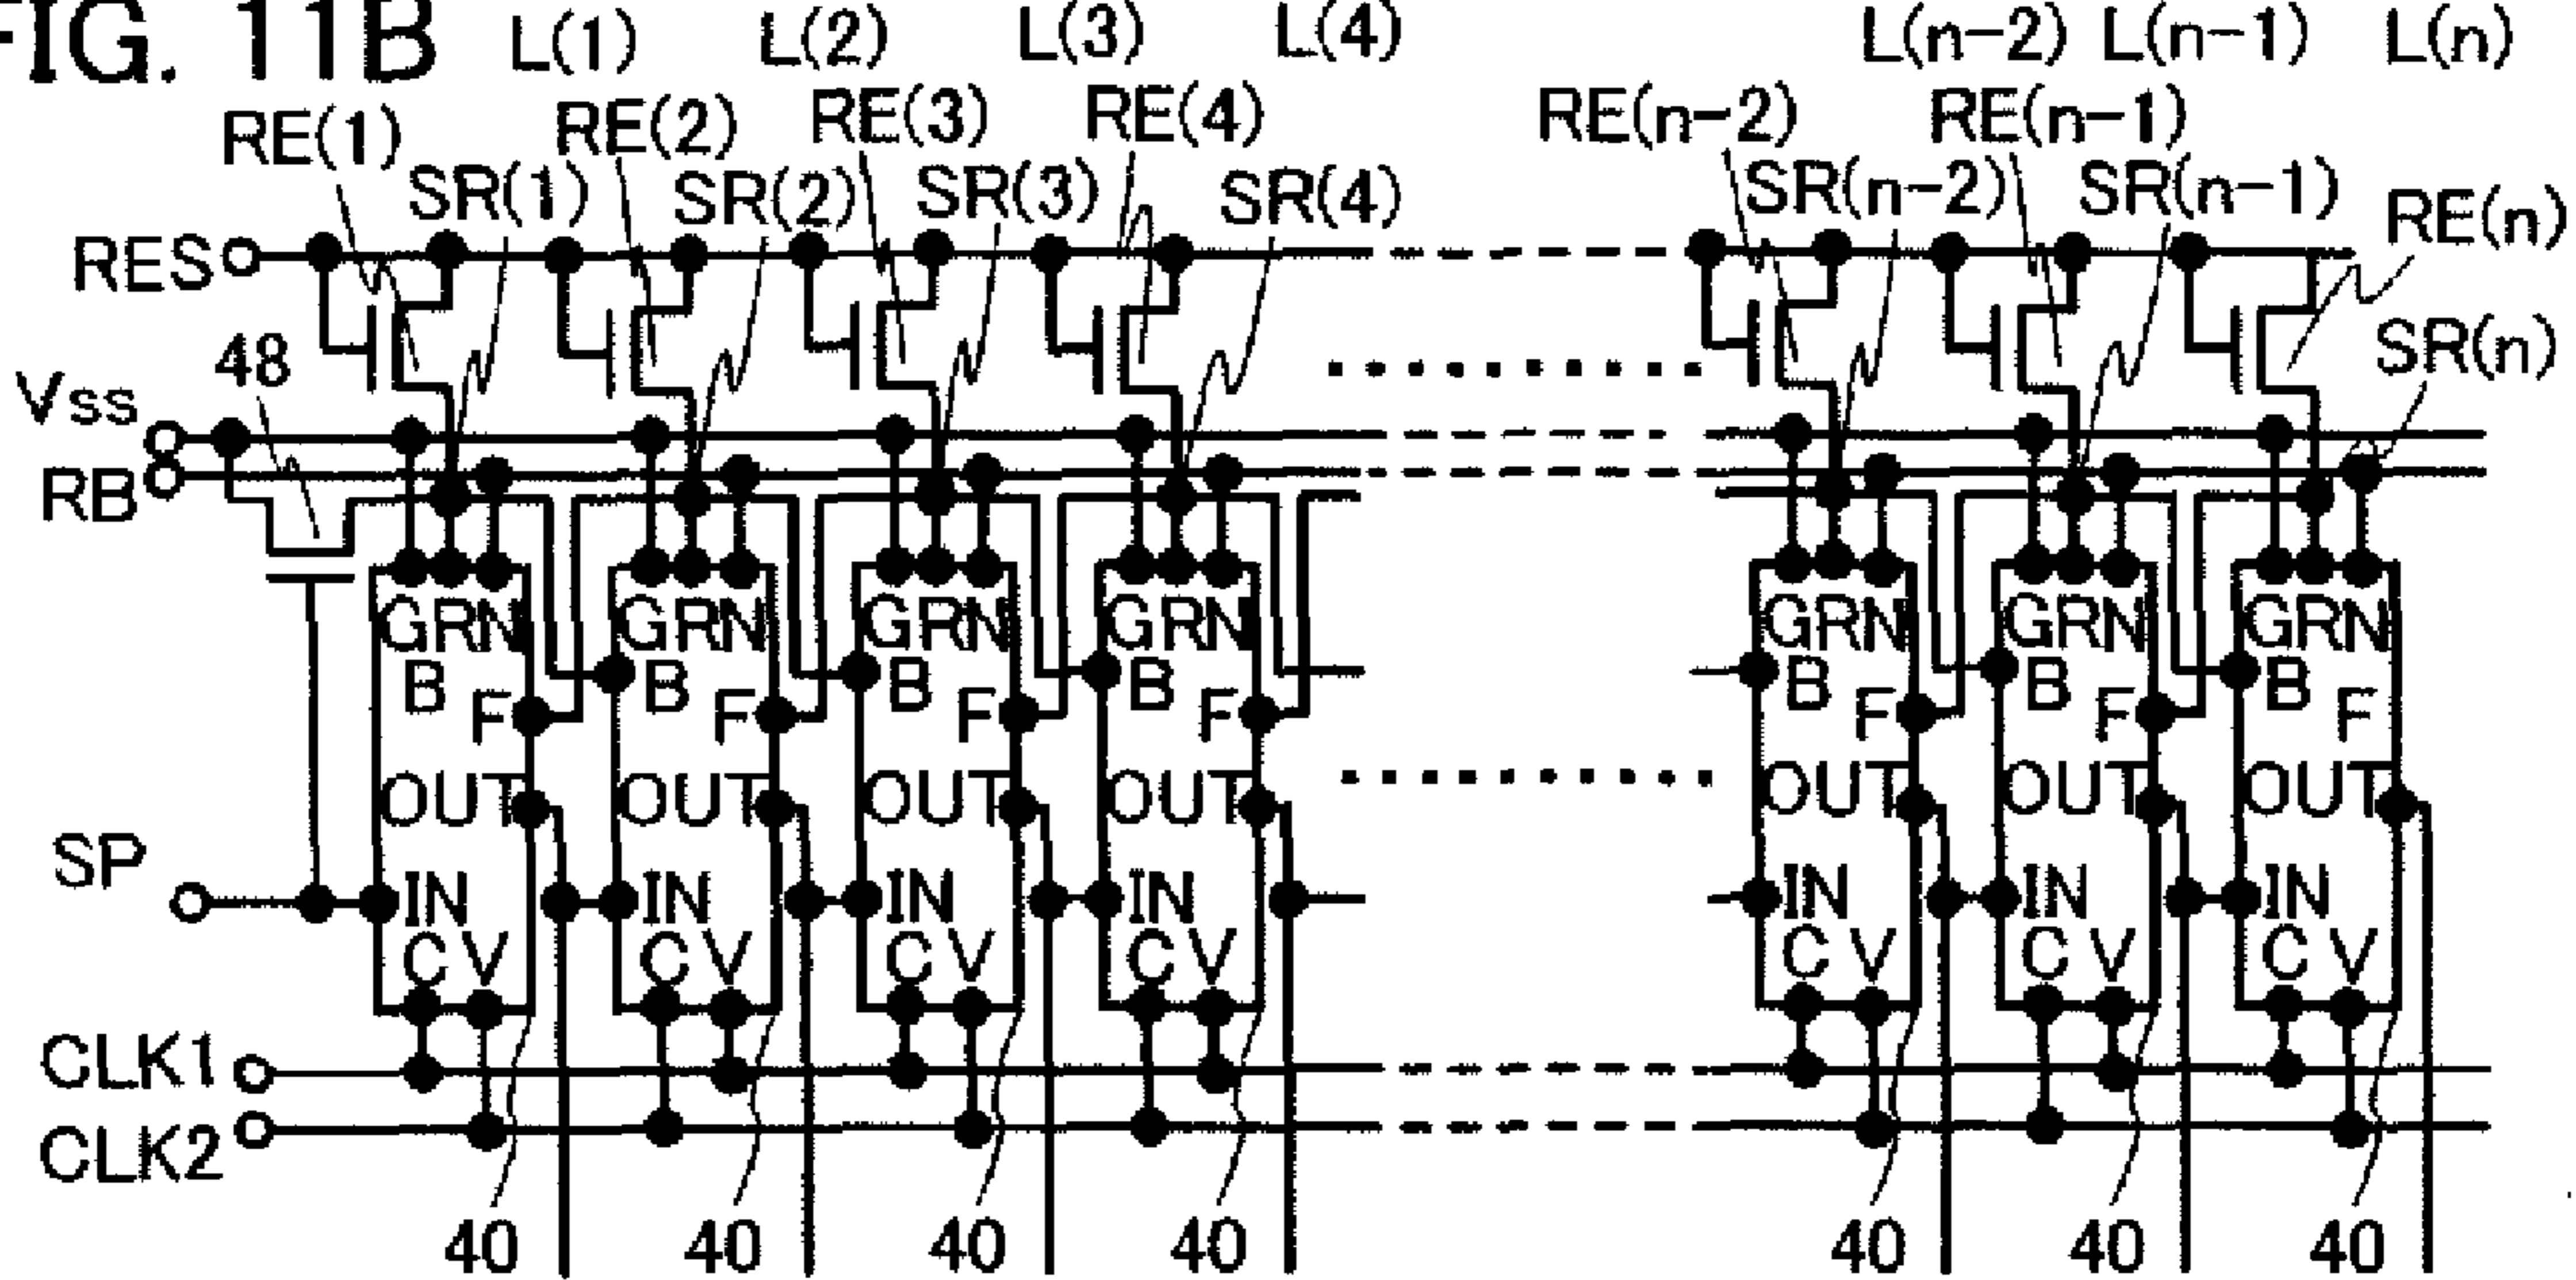 FIG. 11B
L(1) L(2) L(3) L(4) L(n-2) L(n-1) L(n)
RE(1) RE(2) RE(3) RE(4) RE(n-2) RE(n-1)
SR(1) SR(2) SR(3) SR(4) SR(n-2) SR(n-1) RE(n)
RES
48 SR(n)
Vss
RB
GRN GRN GRN GRN GRN GRN GRN
B B B B B B B
F F F F F F F
OUT OUT OUT OUT OUT OUT OUT
SP
IN IN IN IN IN IN IN
C V C V C V C V C V C V C V
CLK1
CLK2
40 40 40 40 40 40 40